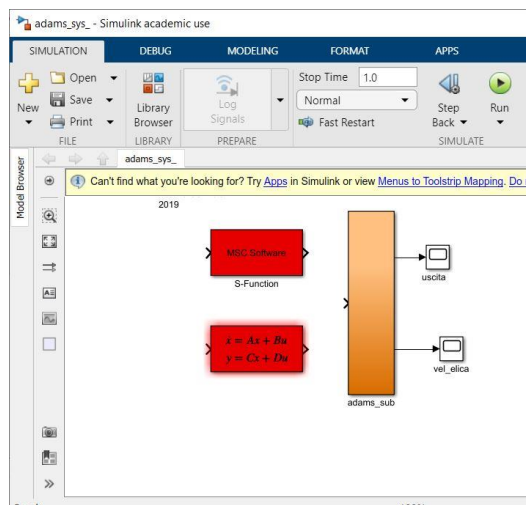 adams_sys_ - Simulink academic use
SIMULATION DEBUG MODELING FORMAT APPS
New
Open
Save
Print
FILE
Library
Browser
LIBRARY
Log
Signals
PREPARE
Stop Time 1.0
Normal
Fast Restart
Step
Back
Run
SIMULATE
Model Browser
adams_sys_
Can't find what you're looking for? Try Apps in Simulink or view Menus to Toolstrip Mapping. Do
2019
MSC Software
S-Function
uscita
ẋ = Ax + Bu
y = Cx + Du
vel_elica
adams_sub